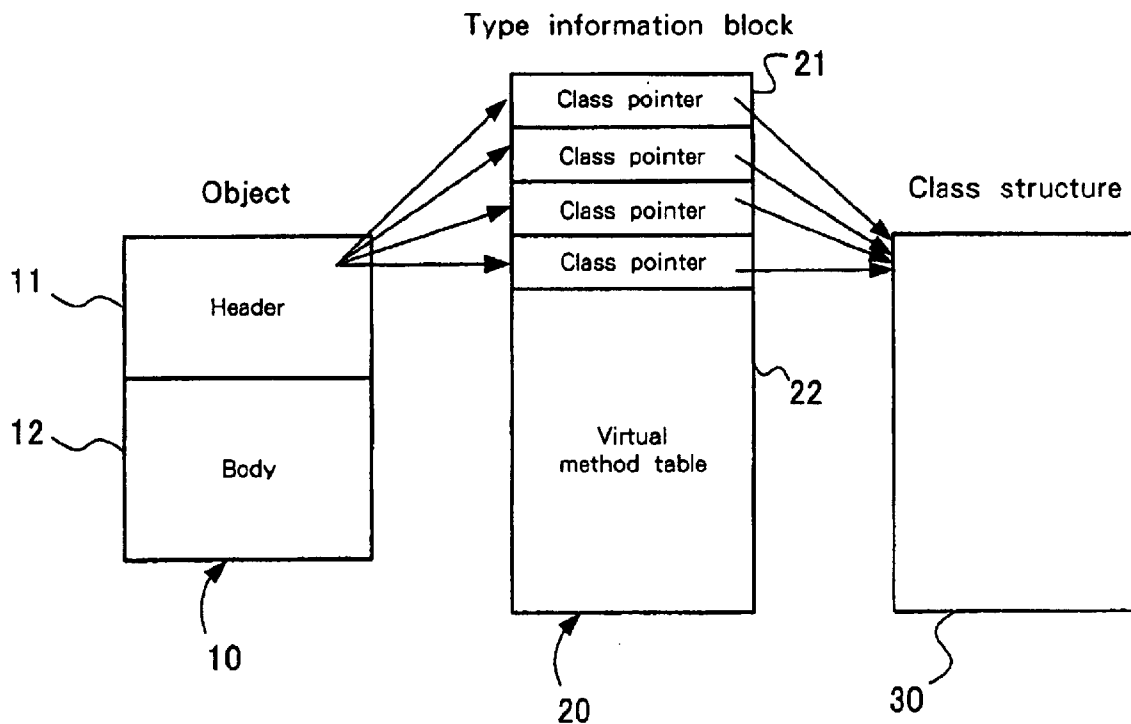 Type information block
21
Class pointer
Class pointer
Class pointer
Class pointer
Object
Class structure
11
Header
12
Body
22
Virtual
method table
10
20
30